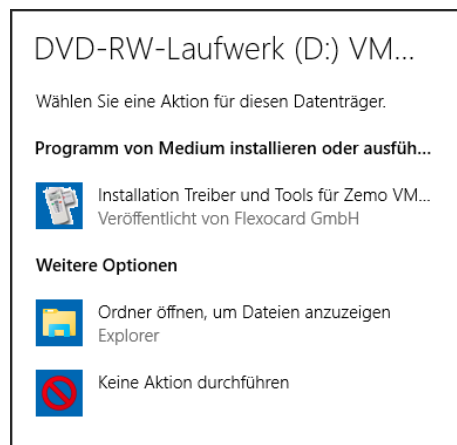 DVD-RW-Laufwerk (D:) VM...
Wählen Sie eine Aktion für diesen Datenträger.
Programm von Medium installieren oder ausfüh...
Installation Treiber und Tools für Zemo VM...
Veröffentlicht von Flexocard GmbH
Weitere Optionen
Ordner öffnen, um Dateien anzuzeigen
Explorer
Keine Aktion durchführen